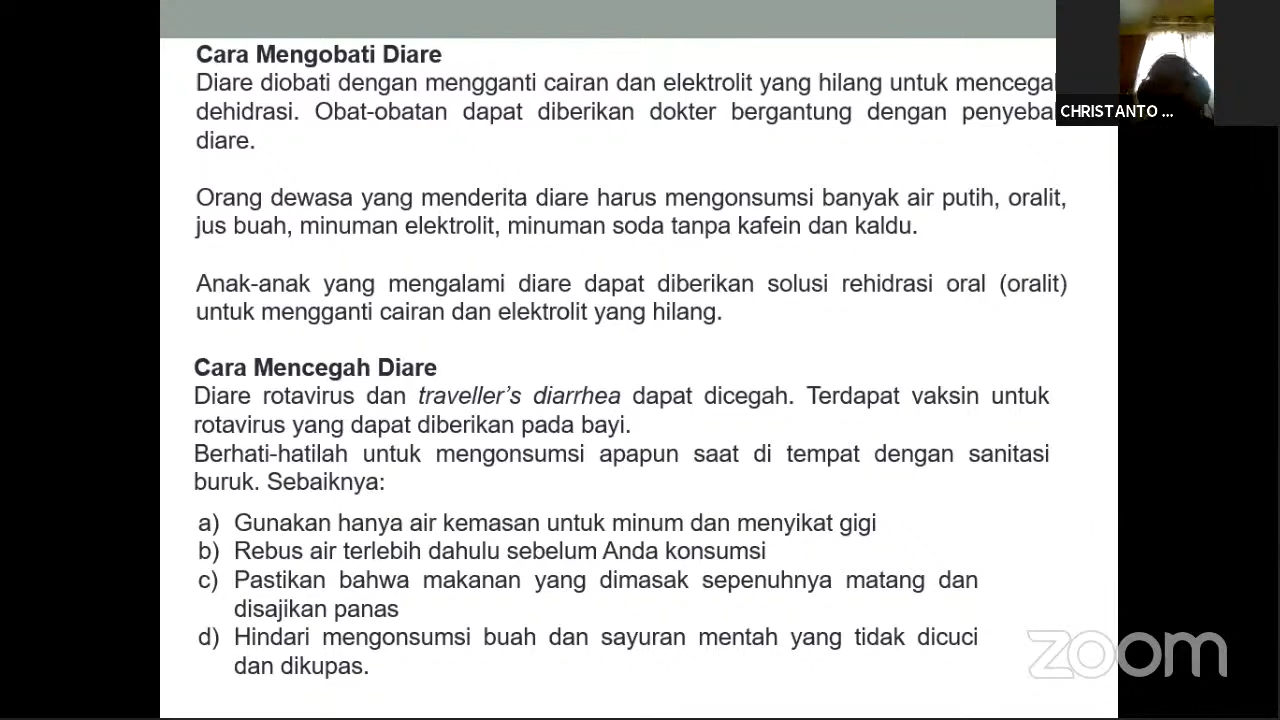 Cara Mengobati Diare
Diare diobati dengan mengganti cairan dan elektrolit yang hilang untuk mencega
dehidrasi. Obat-obatan dapat diberikan dokter bergantung dengan penyeba
diare.
Orang dewasa yang menderita diare harus mengonsumsi banyak air putih, oralit,
jus buah, minuman elektrolit, minuman soda tanpa kafein dan kaldu.
Anak-anak yang mengalami diare dapat diberikan solusi rehidrasi oral (oralit)
untuk mengganti cairan dan elektrolit yang hilang.
Cara Mencegah Diare
Diare rotavirus dan traveller's diarrhea dapat dicegah. Terdapat vaksin untuk
rotavirus yang dapat diberikan pada bayi.
Berhati-hatilah untuk mengonsumsi apapun saat di tempat dengan sanitasi
buruk. Sebaiknya:
a) Gunakan hanya air kemasan untuk minum dan menyikat gigi
b) Rebus air terlebih dahulu sebelum Anda konsumsi
c) Pastikan bahwa makanan yang dimasak sepenuhnya matang dan
disajikan panas
d) Hindari mengonsumsi buah dan sayuran mentah yang tidak dicuci
dan dikupas.
CHRISTANTO ...
zoom